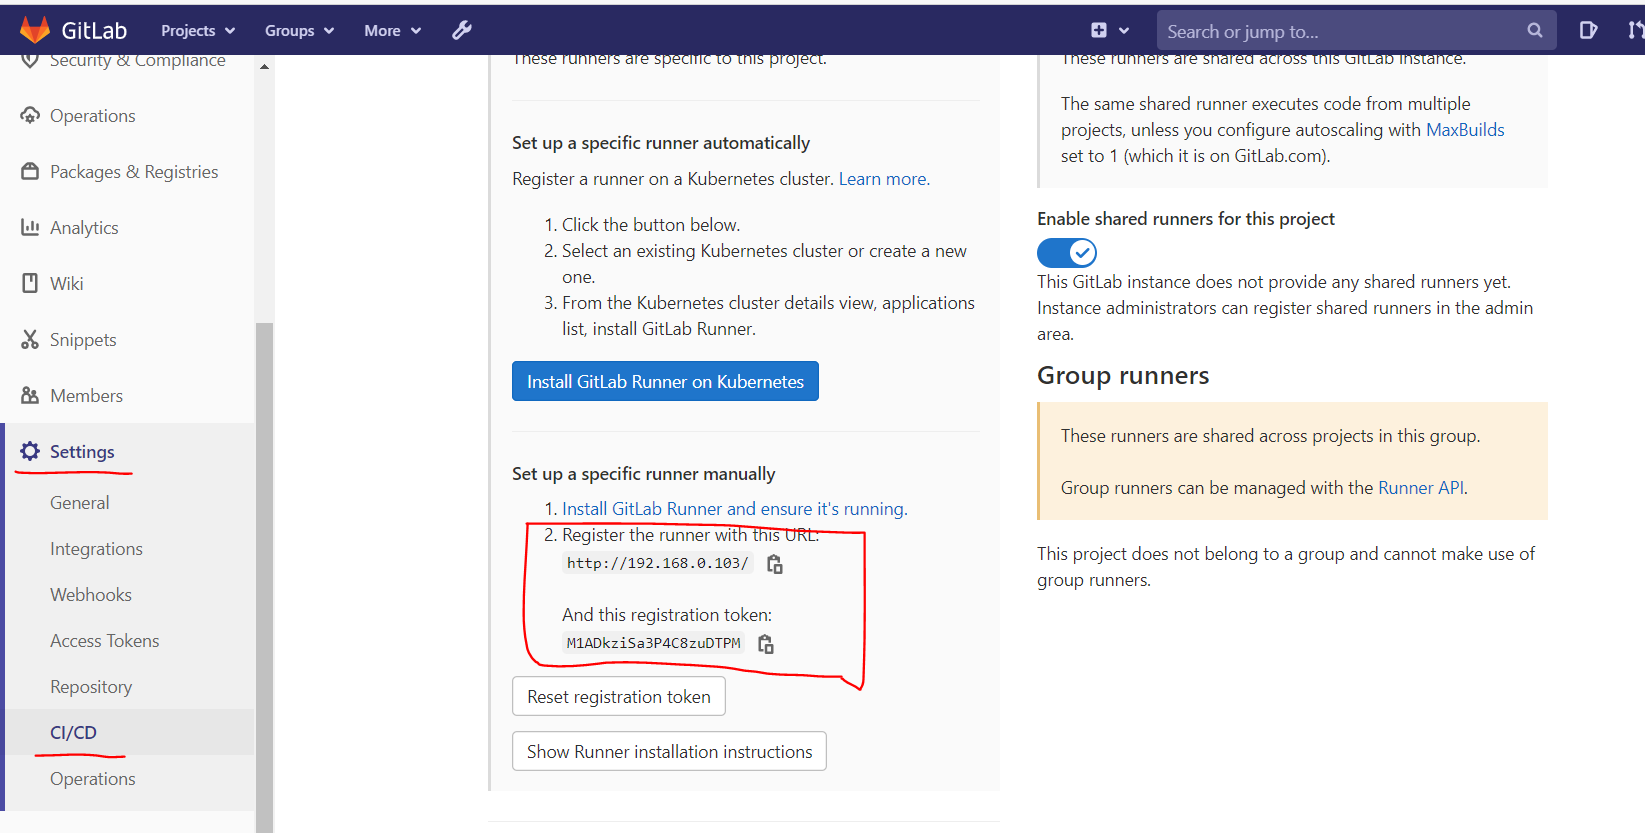 GitLab Projects Groups More Search or jump to...
Security & Compliance
Operations
Packages & Registries
Analytics
Wiki
Snippets
Members
Settings
General
Integrations
Webhooks
Access Tokens
Repository
CI/CD
Operations
These runners are specific to this project.
Set up a specific runner automatically
Register a runner on a Kubernetes cluster. Learn more.
1. Click the button below.
2. Select an existing Kubernetes cluster or create a new
one.
3. From the Kubernetes cluster details view, applications
list, install GitLab Runner.
Install GitLab Runner on Kubernetes
Set up a specific runner manually
1. Install GitLab Runner and ensure it's running.
2. Register the runner with this URL:
http://192.168.0.103/
And this registration token:
M1ADkziSa3P4C8zuDTPM
Reset registration token
Show Runner installation instructions
These runners are shared across this GitLab instance.
The same shared runner executes code from multiple
projects, unless you configure autoscaling with MaxBuilds
set to 1 (which it is on GitLab.com).
Enable shared runners for this project
This GitLab instance does not provide any shared runners yet.
Instance administrators can register shared runners in the admin
area.
Group runners
These runners are shared across projects in this group.
Group runners can be managed with the Runner API.
This project does not belong to a group and cannot make use of
group runners.